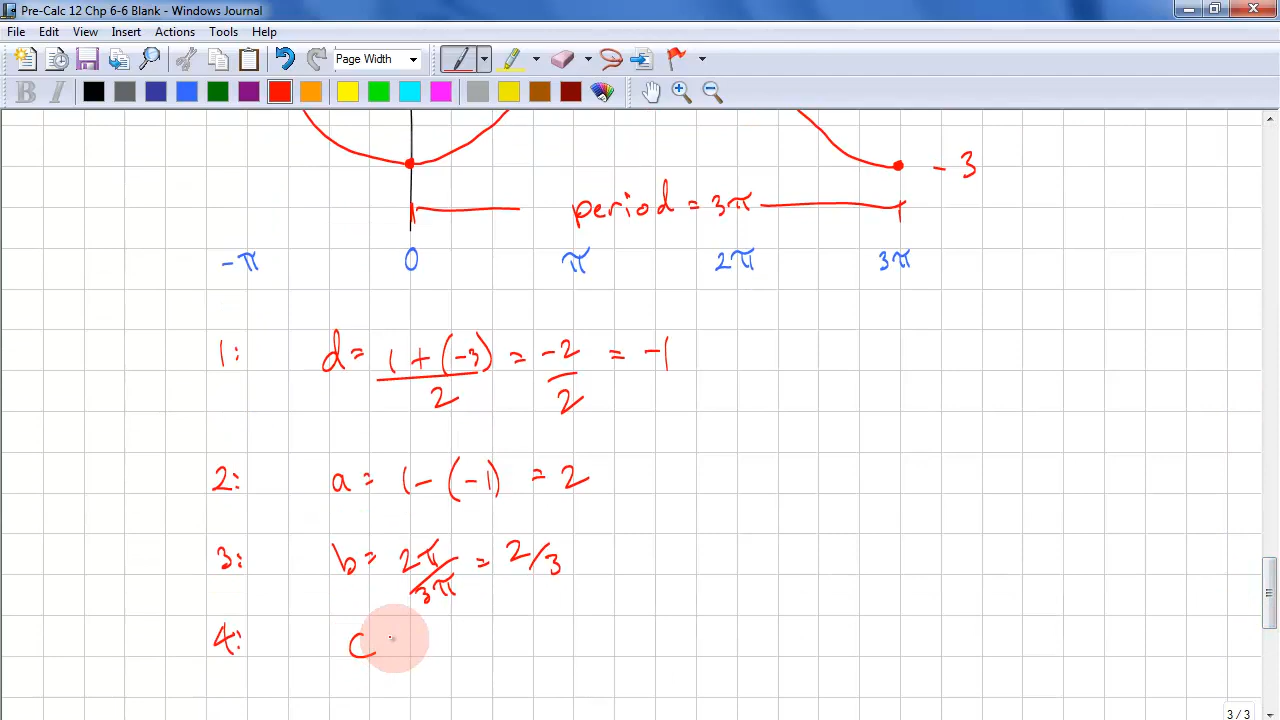 Pre-Calc 12 Chp 6-6 Blank - Windows Journal
File Edit View Insert Actions Tools Help
Page Width
B I
- 3
period = 3π
-π 0 π 2π 3π
1: d = 1 + (-3) / 2 = -2 / 2 = -1
2: a = 1 - (-1) = 2
3: b = 2π / 3π = 2/3
4: C
3 / 3